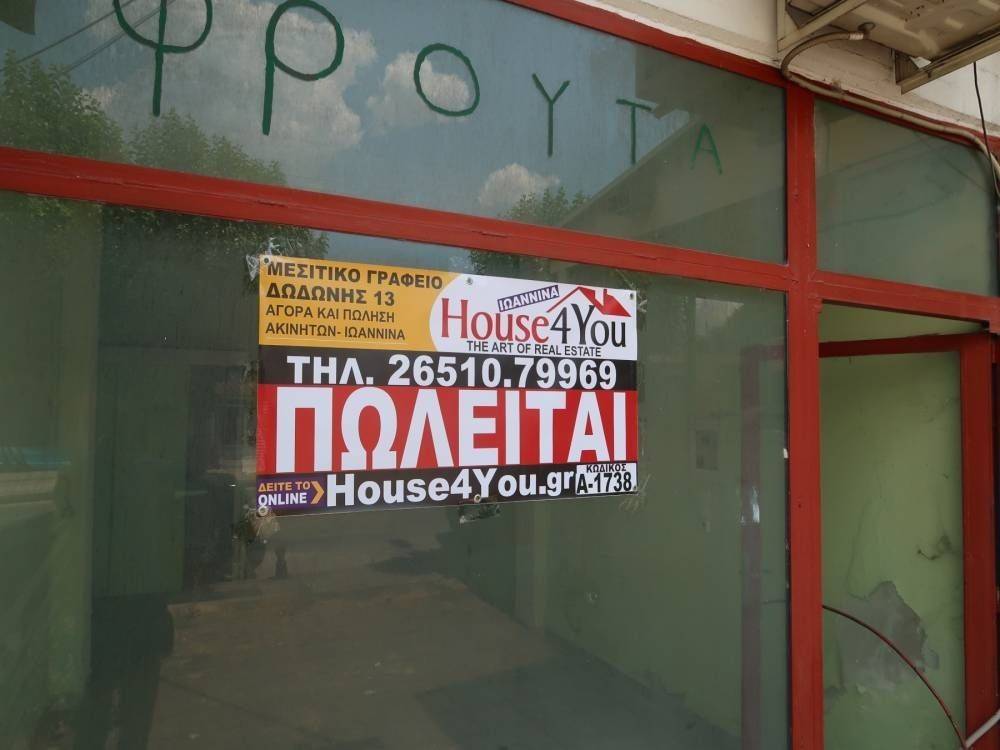 ΦΡΟΥΤΑ
ΜΕΣΙΤΙΚΟ ΓΡΑΦΕΙΟ
ΔΩΔΩΝΗΣ 13
ΑΓΟΡΑ ΚΑΙ ΠΩΛΗΣΗ
ΑΚΙΝΗΤΩΝ- ΙΩΑΝΝΙΝΑ
ΙΩΑΝΝΙΝΑ
House4You
THE ART OF REAL ESTATE
ΤΗΛ. 26510.79969
ΠΩΛΕΙΤΑΙ
ΔΕΙΤΕ ΤΟ
ONLINE
House4You.gr
ΚΩΔΙΚΟΣ
Α-1738